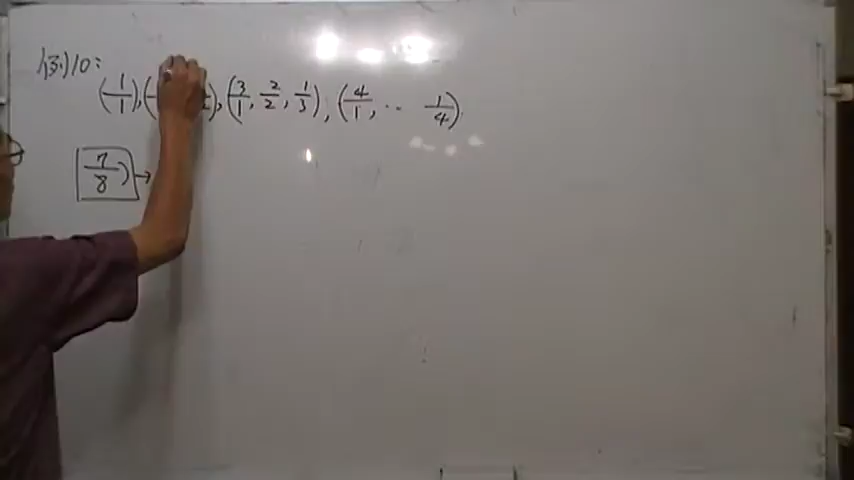 例10:
(1/1),( ),(3/1, 2/2, 1/3),(4/1, ‥ 1/4)
7/8)→